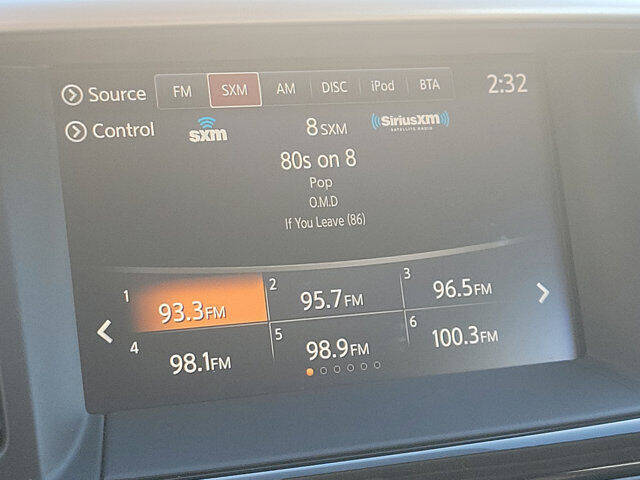 Source FM SXM AM DISC iPod BTA 2:32
Control sxm 8 SXM ((SiriusXM))
SATELLITE RADIO
80s on 8
Pop
O.M.D
If You Leave (86)
1 93.3FM 2 95.7FM 3 96.5FM
4 98.1FM 5 98.9FM 6 100.3FM